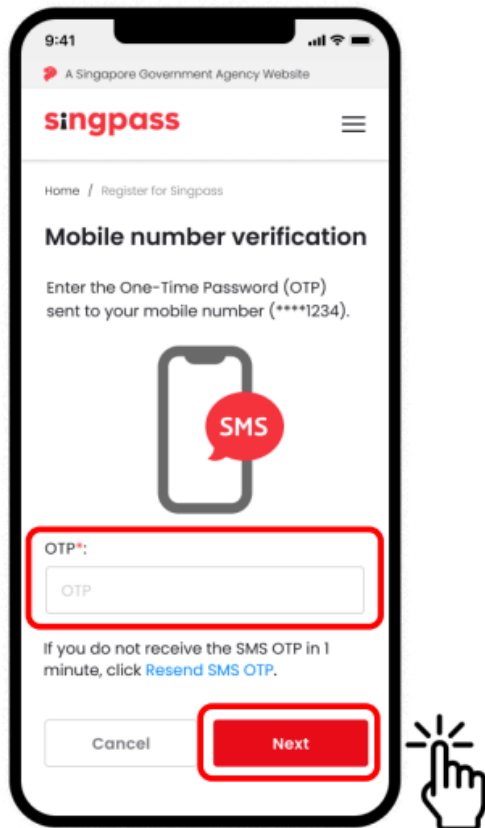 9:41
A Singapore Government Agency Website
singpass
Home / Register for Singpass
Mobile number verification
Enter the One-Time Password (OTP)
sent to your mobile number (****1234).
SMS
OTP*:
OTP
If you do not receive the SMS OTP in 1
minute, click Resend SMS OTP.
Cancel Next